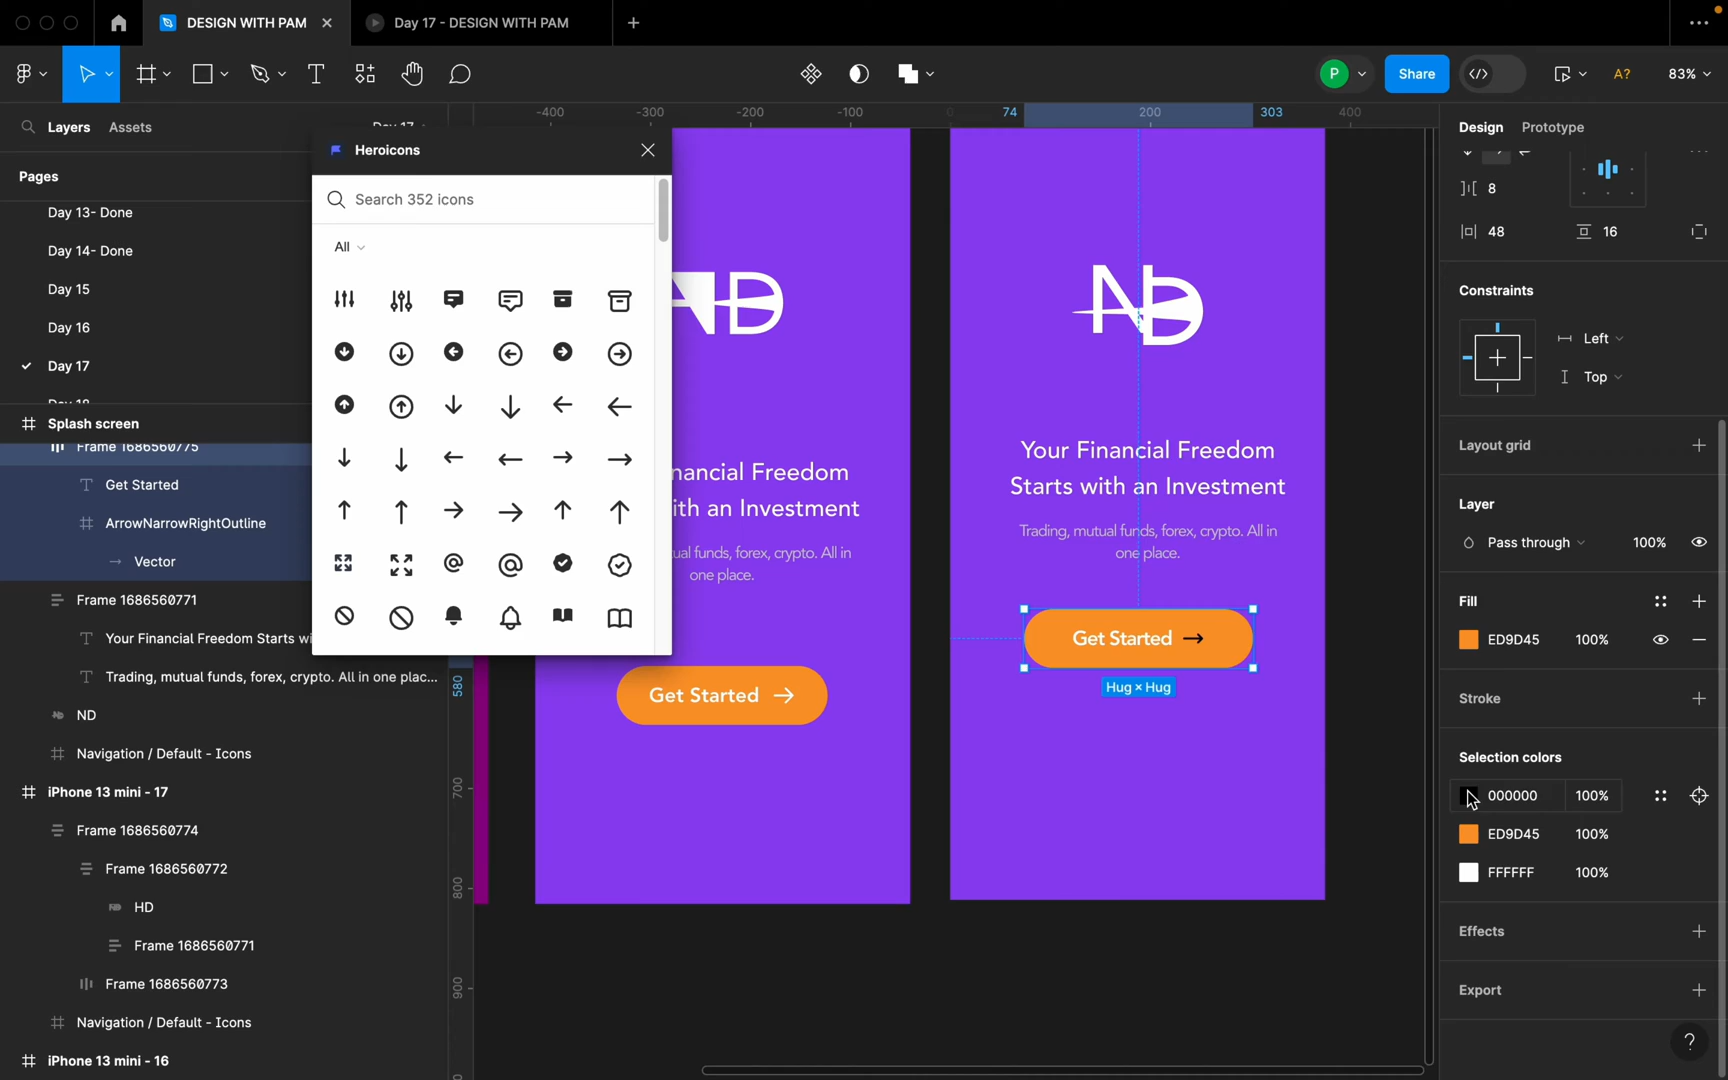 DESIGN WITH PAM
Day 17 - DESIGN WITH PAM
P
Share
A?
83%
Layers
Assets
Pages
Day 13- Done
Day 14- Done
Day 15
Day 16
Day 17
Splash screen
Frame 1686560775
Get Started
ArrowNarrowRightOutline
Vector
Frame 1686560771
Your Financial Freedom Starts wi
Trading, mutual funds, forex, crypto. All in one plac...
ND
Navigation / Default - Icons
iPhone 13 mini - 17
Frame 1686560774
Frame 1686560772
HD
Frame 1686560771
Frame 1686560773
Navigation / Default - Icons
iPhone 13 mini - 16
Heroicons
Search 352 icons
All
-400
-300
-200
-100
0
74
200
303
400
580
700
800
900
nancial Freedom
ith an Investment
ual funds, forex, crypto. All in
one place.
Get Started
ND
Your Financial Freedom
Starts with an Investment
Trading, mutual funds, forex, crypto. All in
one place.
Get Started
Hug × Hug
Design
Prototype
8
48
16
Constraints
Left
Top
Layout grid
Layer
Pass through
100%
Fill
ED9D45
100%
Stroke
Selection colors
000000
100%
ED9D45
100%
FFFFFF
100%
Effects
Export
?